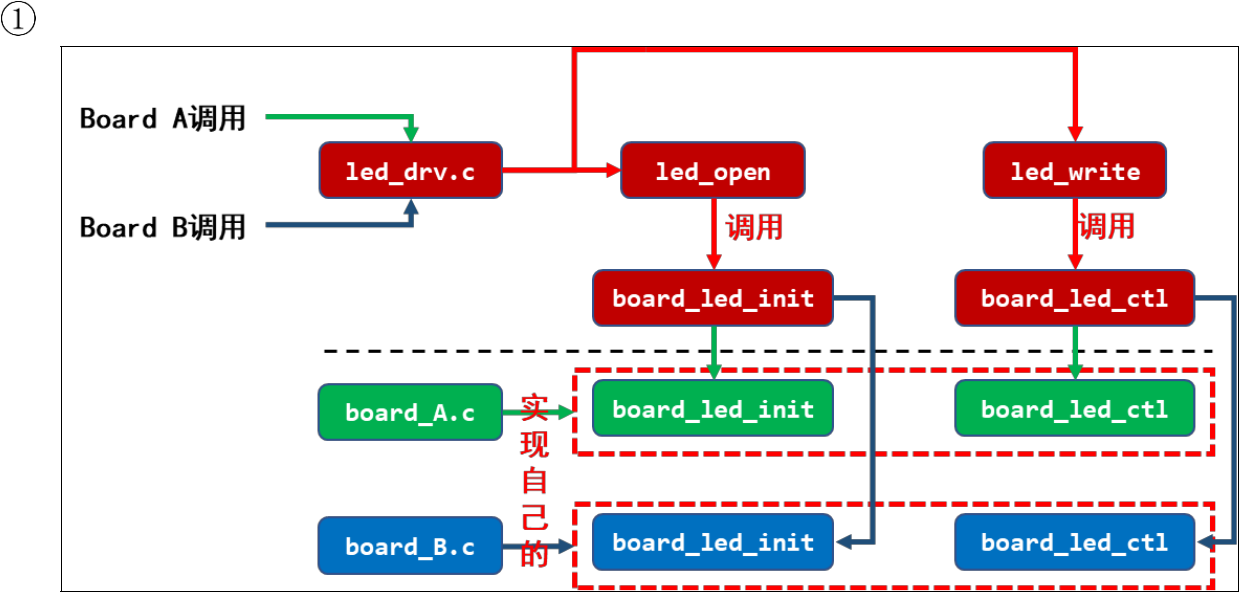 ①
Board A调用
led_drv.c
led_open
led_write
Board B调用
调用
调用
board_led_init
board_led_ctl
board_A.c
实现自己的
board_led_init
board_led_ctl
board_B.c
board_led_init
board_led_ctl